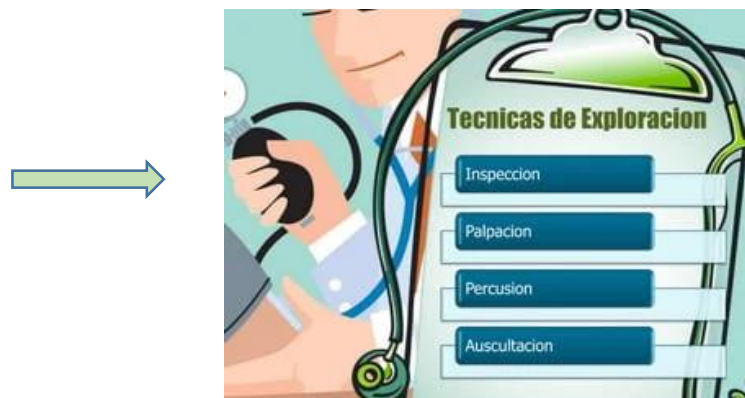 Tecnicas de Exploracion
Inspeccion
Palpacion
Percusion
Auscultacion